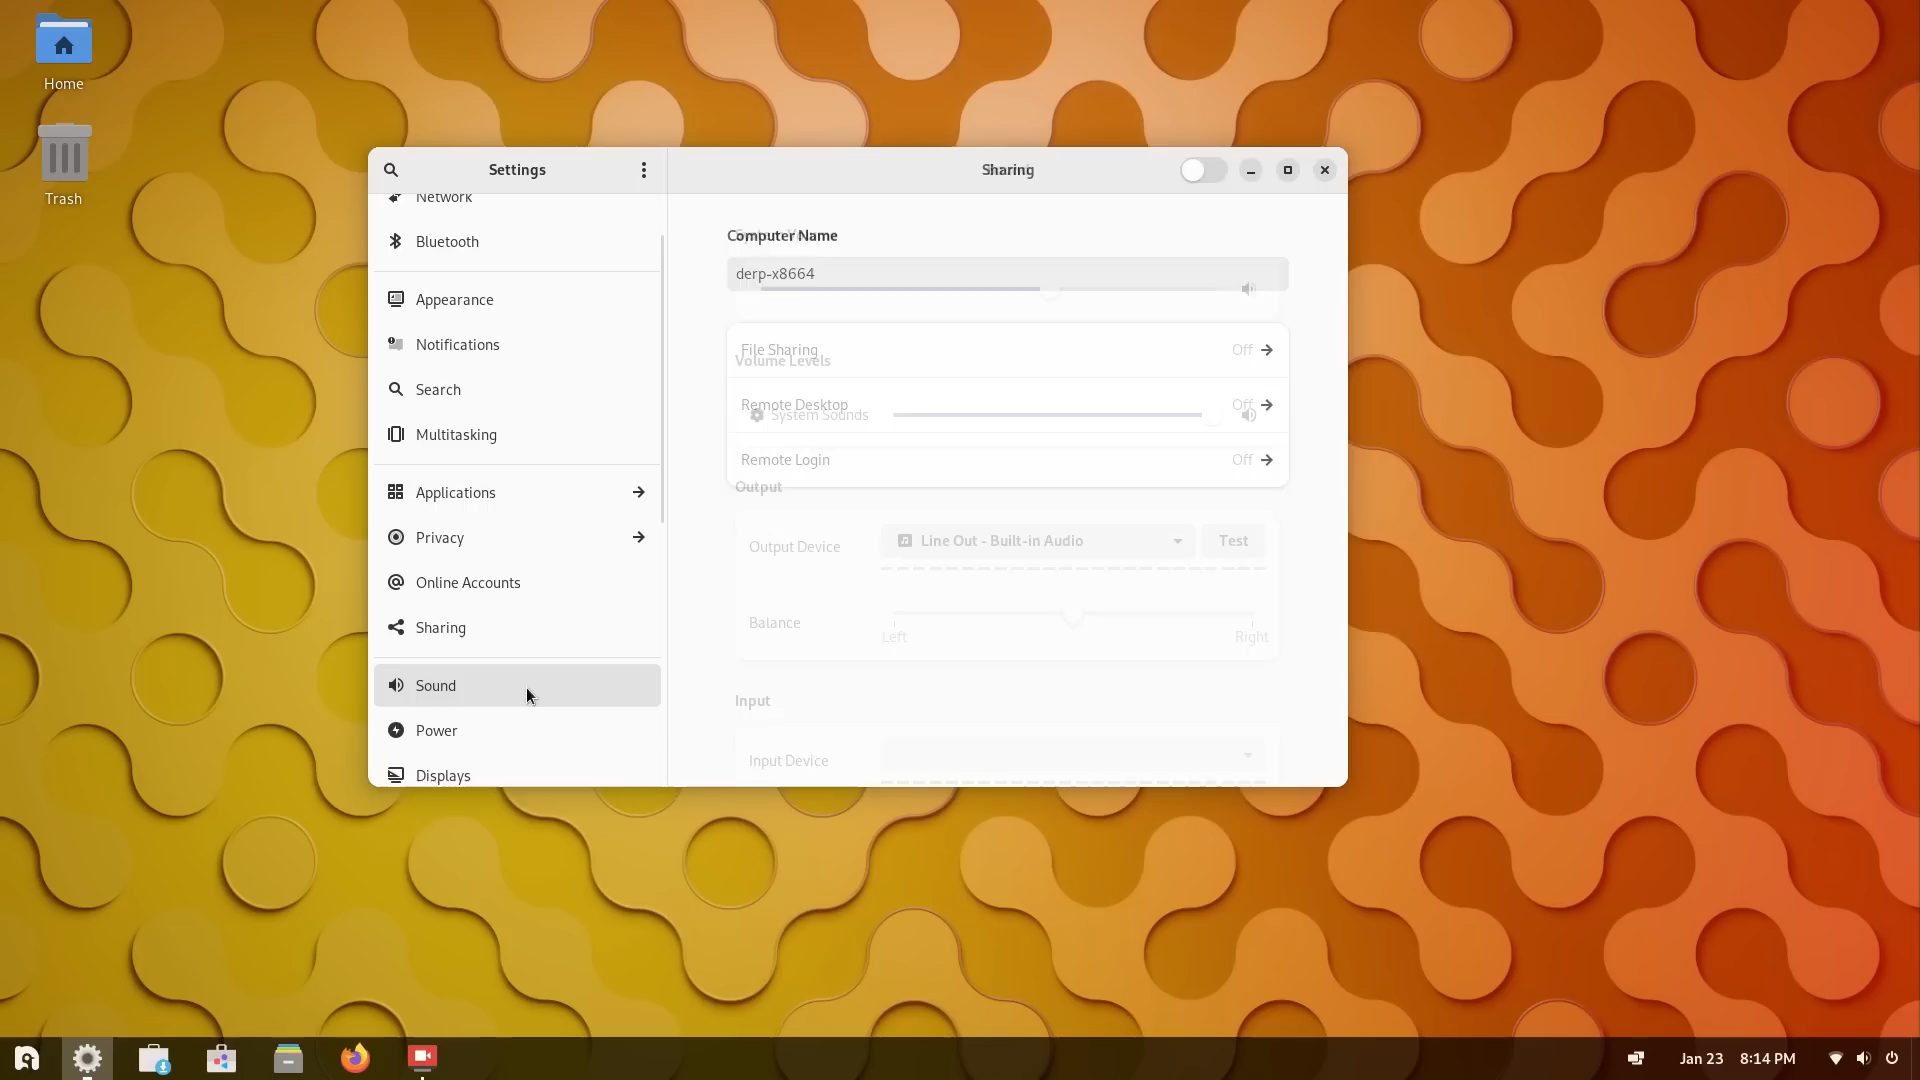 Home
Trash
Settings
Sharing
Network
Bluetooth
Appearance
Notifications
Search
Multitasking
Applications
Privacy
Online Accounts
Sharing
Sound
Power
Displays
Computer Name
derp-x8664
File Sharing Off
Volume Levels
Remote Desktop Off
System Sounds
Remote Login Off
Output
Output Device Line Out - Built-in Audio Test
Balance
Left Right
Input
Input Device
Jan 23 8:14 PM